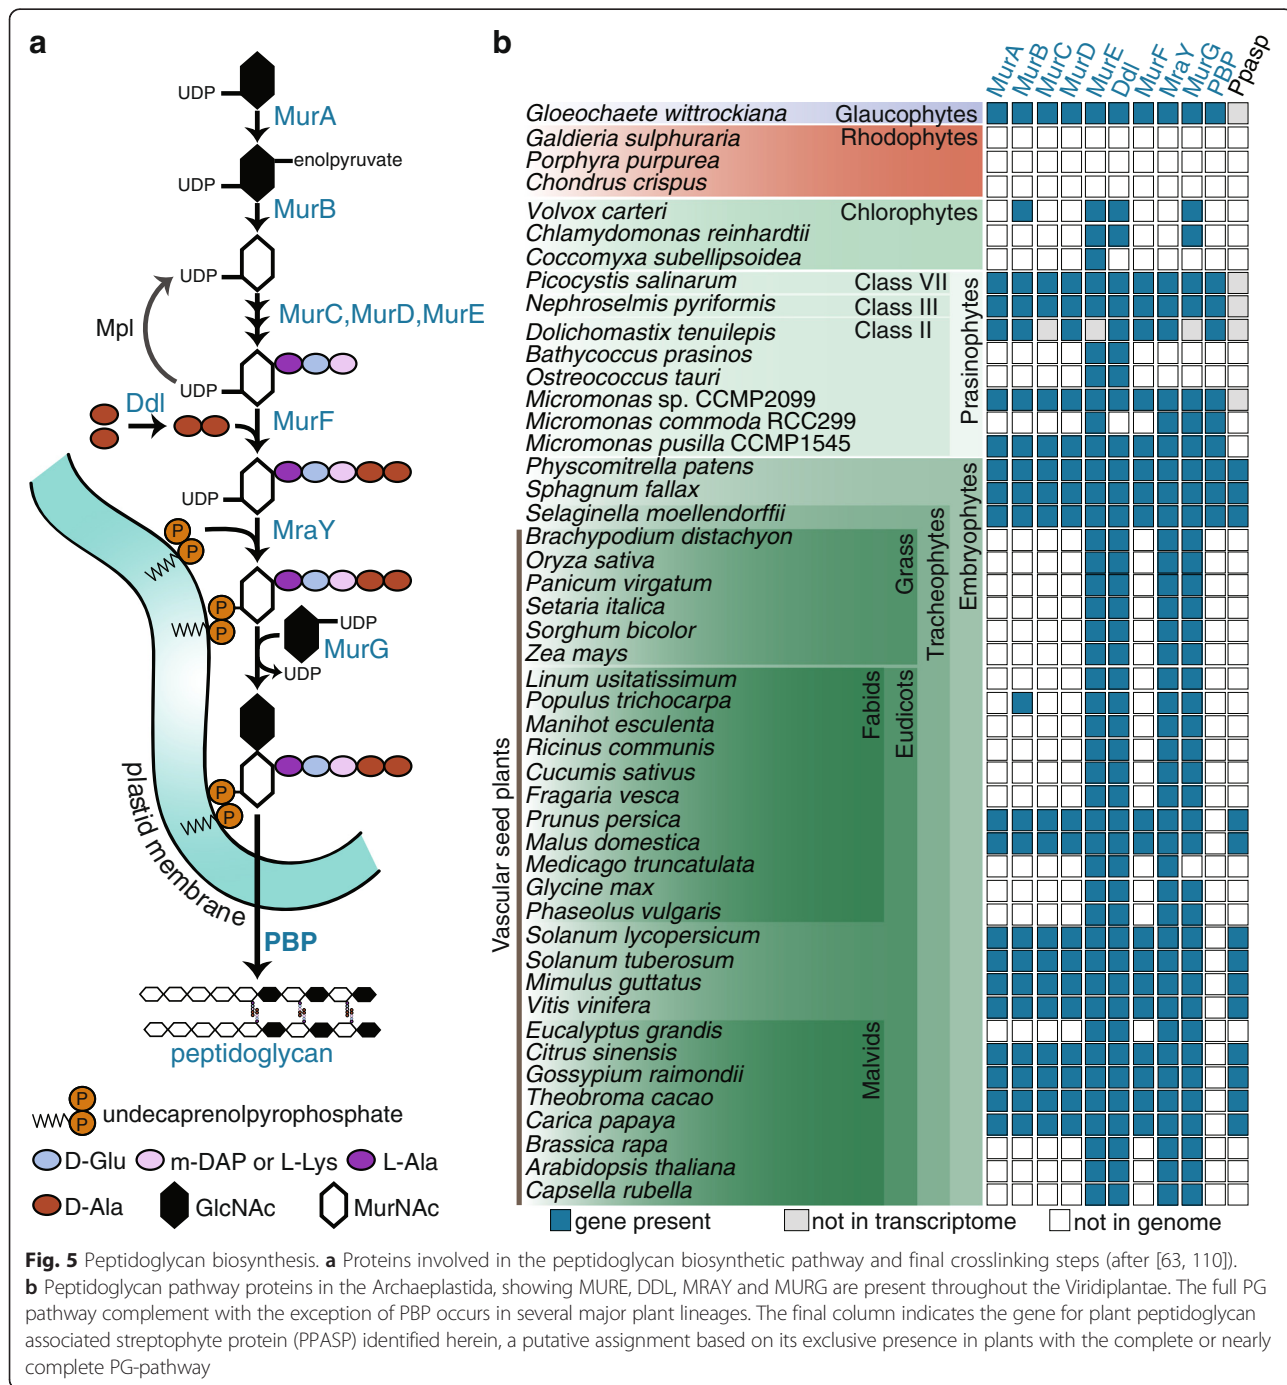 a
UDP
MurA
enolpyruvate
UDP
MurB
UDP
Mpl
MurC,MurD,MurE
UDP
Ddl
MurF
UDP
P
P
MraY
P
P
UDP
MurG
UDP
P
P
plastid membrane
PBP
peptidoglycan
P
P
undecaprenolpyrophosphate
D-Glu m-DAP or L-Lys L-Ala
D-Ala GlcNAc MurNAc
b
MurA MurB MurC MurD MurE Ddl MurF MraY MurG PBP Ppasp
Gloeochaete wittrockiana Glaucophytes
Galdieria sulphuraria Rhodophytes
Porphyra purpurea
Chondrus crispus
Volvox carteri Chlorophytes
Chlamydomonas reinhardtii
Coccomyxa subellipsoidea
Picocystis salinarum Class VII
Nephroselmis pyriformis Class III
Dolichomastix tenuilepis Class II
Bathycoccus prasinos
Ostreococcus tauri
Micromonas sp. CCMP2099
Micromonas commoda RCC299
Micromonas pusilla CCMP1545
Prasinophytes
Physcomitrella patens
Sphagnum fallax
Selaginella moellendorffii
Brachypodium distachyon
Oryza sativa
Panicum virgatum
Setaria italica
Sorghum bicolor
Zea mays
Grass
Tracheophytes
Embryophytes
Linum usitatissimum
Populus trichocarpa
Manihot esculenta
Ricinus communis
Cucumis sativus
Fragaria vesca
Prunus persica
Malus domestica
Medicago truncatulata
Glycine max
Phaseolus vulgaris
Fabids
Eudicots
Vascular seed plants
Solanum lycopersicum
Solanum tuberosum
Mimulus guttatus
Vitis vinifera
Eucalyptus grandis
Citrus sinensis
Gossypium raimondii
Theobroma cacao
Carica papaya
Brassica rapa
Arabidopsis thaliana
Capsella rubella
Malvids
gene present not in transcriptome not in genome
Fig. 5 Peptidoglycan biosynthesis. a Proteins involved in the peptidoglycan biosynthetic pathway and final crosslinking steps (after [63, 110]).
b Peptidoglycan pathway proteins in the Archaeplastida, showing MURE, DDL, MRAY and MURG are present throughout the Viridiplantae. The full PG
pathway complement with the exception of PBP occurs in several major plant lineages. The final column indicates the gene for plant peptidoglycan
associated streptophyte protein (PPASP) identified herein, a putative assignment based on its exclusive presence in plants with the complete or nearly
complete PG-pathway